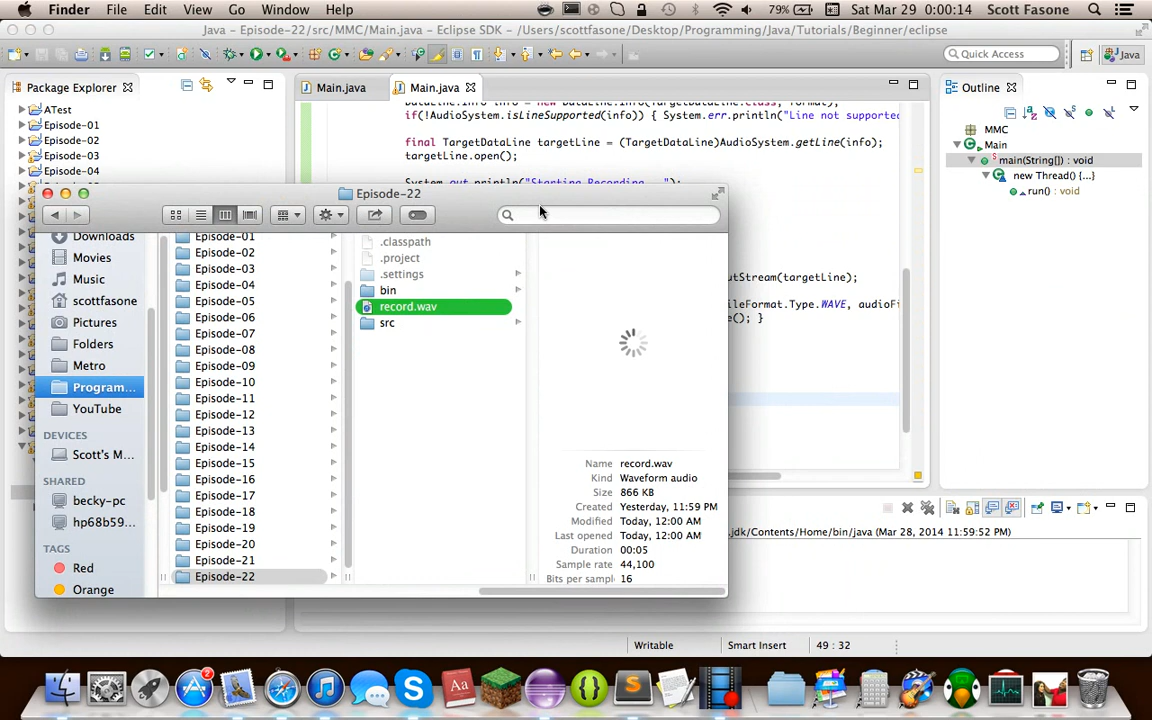 Finder File Edit View Go Window Help 79% Sat Mar 29 0:00:14 Scott Fasone
Java - Episode-22/src/MMC/Main.java - Eclipse SDK - /Users/scottfasone/Desktop/Programming/Java/Tutorials/Beginner/eclipse
Quick Access Java
Package Explorer Main.java Main.java Outline
ATest
Episode-01
Episode-02
Episode-03
Episode-04
if(!AudioSystem.isLineSupported(info)) { System.err.println("Line not supporte
final TargetDataLine targetLine = (TargetDataLine)AudioSystem.getLine(info);
targetLine.open();
System.out.println("Starting Recording...");
utStream(targetLine);
ileFormat.Type.WAVE, audioFi
e(); }
MMC
Main
main(String[]) : void
new Thread() {...}
run() : void
Episode-22
Downloads
Movies
Music
scottfasone
Pictures
Folders
Metro
Program...
YouTube
DEVICES
Scott's M...
SHARED
becky-pc
hp68b59...
TAGS
Red
Orange
Episode-01
Episode-02
Episode-03
Episode-04
Episode-05
Episode-06
Episode-07
Episode-08
Episode-09
Episode-10
Episode-11
Episode-12
Episode-13
Episode-14
Episode-15
Episode-16
Episode-17
Episode-18
Episode-19
Episode-20
Episode-21
Episode-22
.classpath
.project
.settings
bin
record.wav
src
Name record.wav
Kind Waveform audio
Size 866 KB
Created Yesterday, 11:59 PM
Modified Today, 12:00 AM
Last opened Today, 12:00 AM
Duration 00:05
Sample rate 44,100
Bits per sample 16
.jdk/Contents/Home/bin/java (Mar 28, 2014 11:59:52 PM)
Writable Smart Insert 49 : 32
2
Aa
S